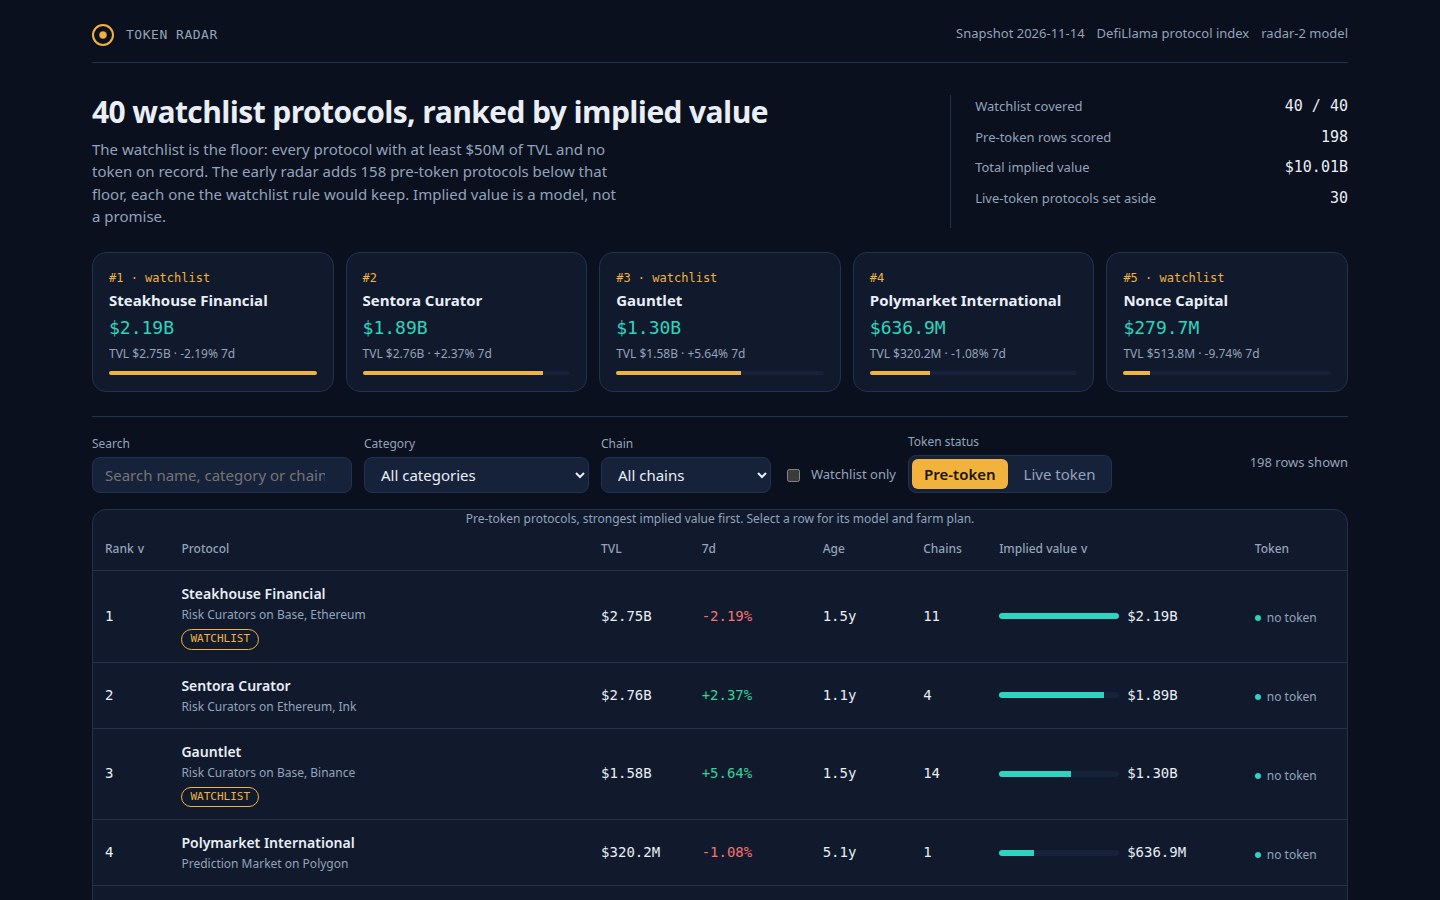 TOKEN RADAR
Snapshot 2026-11-14 DefiLlama protocol index radar-2 model
40 watchlist protocols, ranked by implied value
The watchlist is the floor: every protocol with at least $50M of TVL and no
token on record. The early radar adds 158 pre-token protocols below that
floor, each one the watchlist rule would keep. Implied value is a model, not
a promise.
Watchlist covered 40 / 40
Pre-token rows scored 198
Total implied value $10.01B
Live-token protocols set aside 30
#1 · watchlist
Steakhouse Financial
$2.19B
TVL $2.75B · -2.19% 7d
#2
Sentora Curator
$1.89B
TVL $2.76B · +2.37% 7d
#3 · watchlist
Gauntlet
$1.30B
TVL $1.58B · +5.64% 7d
#4
Polymarket International
$636.9M
TVL $320.2M · -1.08% 7d
#5 · watchlist
Nonce Capital
$279.7M
TVL $513.8M · -9.74% 7d
Search
Search name, category or chain
Category
All categories
Chain
All chains
Watchlist only
Token status
Pre-token Live token
198 rows shown
Pre-token protocols, strongest implied value first. Select a row for its model and farm plan.
Rank v Protocol TVL 7d Age Chains Implied value v Token
1 Steakhouse Financial $2.75B -2.19% 1.5y 11 $2.19B no token
Risk Curators on Base, Ethereum
WATCHLIST
2 Sentora Curator $2.76B +2.37% 1.1y 4 $1.89B no token
Risk Curators on Ethereum, Ink
3 Gauntlet $1.58B +5.64% 1.5y 14 $1.30B no token
Risk Curators on Base, Binance
WATCHLIST
4 Polymarket International $320.2M -1.08% 5.1y 1 $636.9M no token
Prediction Market on Polygon